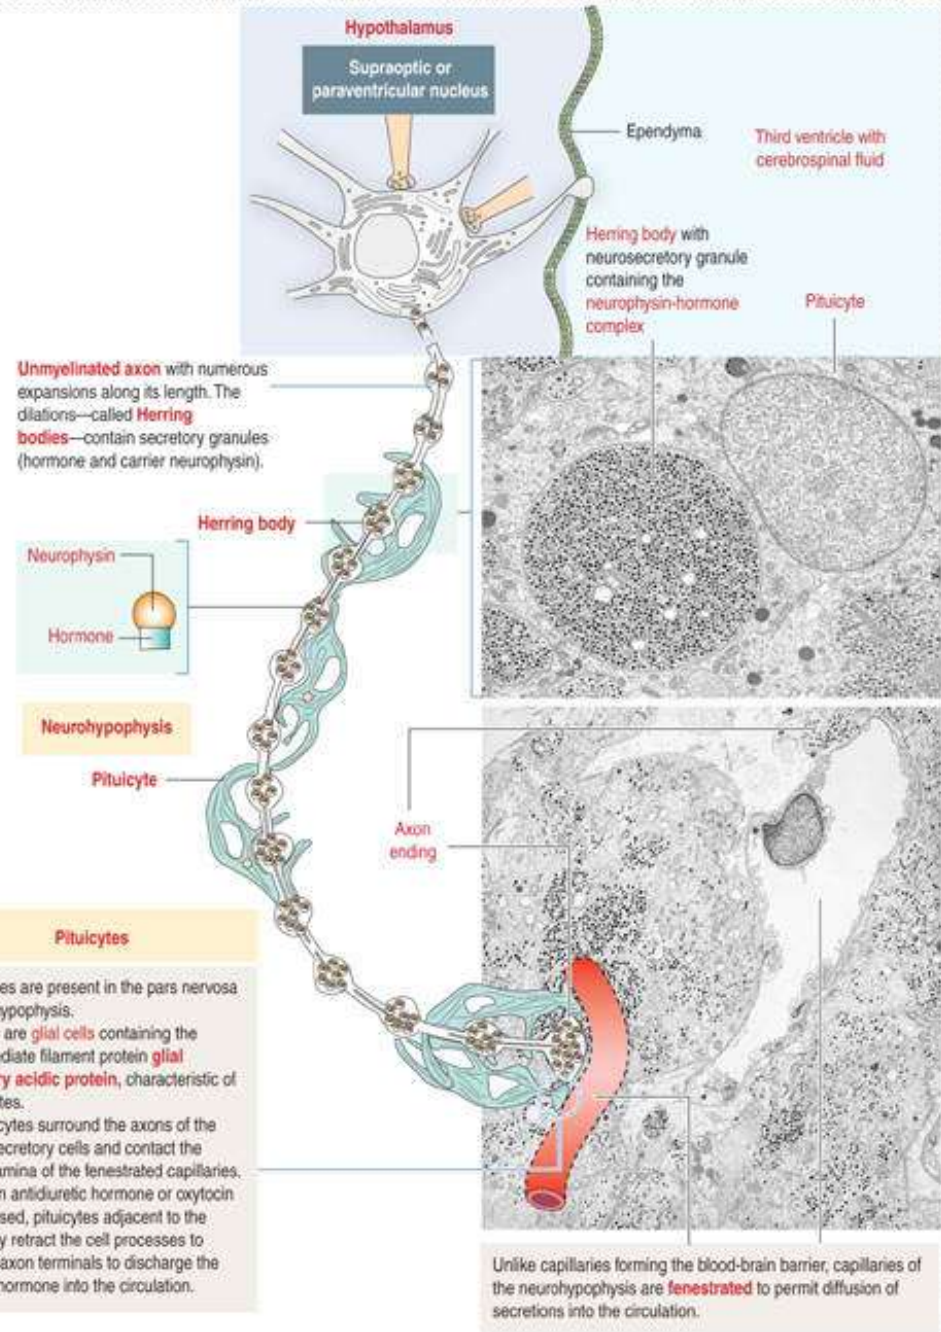 Hypothalamus
Supraoptic or
paraventricular nucleus
Ependyma
Third ventricle with
cerebrospinal fluid
Herring body with
neurosecretory granule
containing the
neurophysin-hormone
complex
Pituicyte
Unmyelinated axon with numerous
expansions along its length. The
dilations—called Herring
bodies—contain secretory granules
(hormone and carrier neurophysin).
Herring body
Neurophysin
Hormone
Neurohypophysis
Pituicyte
Axon
ending
Pituicytes
es are present in the pars nervosa
ypophysis.
are glial cells containing the
ediate filament protein glial
ry acidic protein, characteristic of
tes.
cytes surround the axons of the
secretory cells and contact the
amina of the fenestrated capillaries.
n antidiuretic hormone or oxytocin
sed, pituicytes adjacent to the
y retract the cell processes to
axon terminals to discharge the
hormone into the circulation.
Unlike capillaries forming the blood-brain barrier, capillaries of
the neurohypophysis are fenestrated to permit diffusion of
secretions into the circulation.